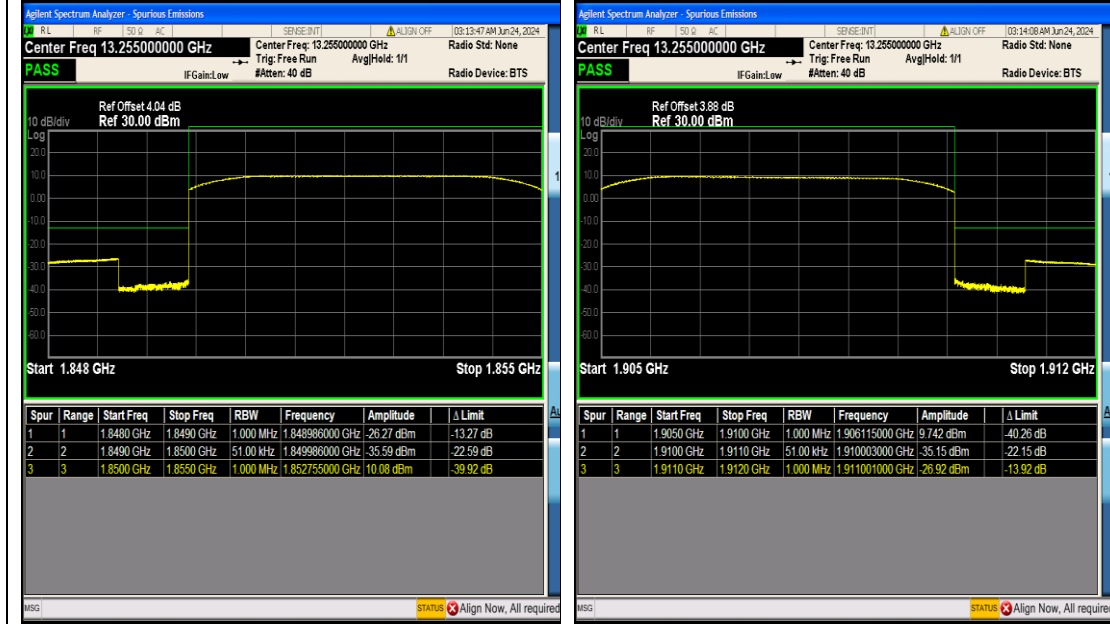 Agilent Spectrum Analyzer - Spurious Emissions
RL RF 50 Ω AC SENSE:INT ALIGN OFF 03:13:47 AM Jun 24, 2024
Center Freq 13.255000000 GHz Center Freq: 13.255000000 GHz Radio Std: None
Trig: Free Run Avg|Hold: 1/1
PASS IFGain:Low #Atten: 40 dB Radio Device: BTS
Ref Offset 4.04 dB
10 dB/div Ref 30.00 dBm
Log
20.0
10.0
0.00
-10.0
-20.0
-30.0
-40.0
-50.0
-60.0
Start 1.848 GHz Stop 1.855 GHz
Spur Range Start Freq Stop Freq RBW Frequency Amplitude Δ Limit
1 1 1.8480 GHz 1.8490 GHz 1.000 MHz 1.848986000 GHz -26.27 dBm -13.27 dB
2 2 1.8490 GHz 1.8500 GHz 51.00 kHz 1.849986000 GHz -35.59 dBm -22.59 dB
3 3 1.8500 GHz 1.8550 GHz 1.000 MHz 1.852755000 GHz 10.08 dBm -39.92 dB
MSG STATUS Align Now, All required
Agilent Spectrum Analyzer - Spurious Emissions
RL RF 50 Ω AC SENSE:INT ALIGN OFF 03:14:08 AM Jun 24, 2024
Center Freq 13.255000000 GHz Center Freq: 13.255000000 GHz Radio Std: None
Trig: Free Run Avg|Hold: 1/1
PASS IFGain:Low #Atten: 40 dB Radio Device: BTS
Ref Offset 3.88 dB
10 dB/div Ref 30.00 dBm
Log
20.0
10.0
0.00
-10.0
-20.0
-30.0
-40.0
-50.0
-60.0
Start 1.905 GHz Stop 1.912 GHz
Spur Range Start Freq Stop Freq RBW Frequency Amplitude Δ Limit
1 1 1.9050 GHz 1.9100 GHz 1.000 MHz 1.906115000 GHz 9.742 dBm -40.26 dB
2 2 1.9100 GHz 1.9110 GHz 51.00 kHz 1.910003000 GHz -35.15 dBm -22.15 dB
3 3 1.9110 GHz 1.9120 GHz 1.000 MHz 1.911001000 GHz -26.92 dBm -13.92 dB
MSG STATUS Align Now, All require